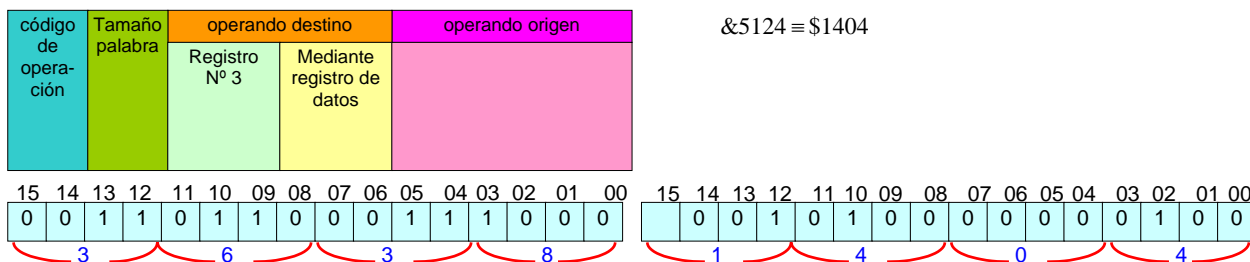 código de opera-ción
Tamaño palabra
operando destino
operando origen
Registro Nº 3
Mediante registro de datos
&5124 ≡ $1404
15 14 13 12 11 10 09 08 07 06 05 04 03 02 01 00
0 0 1 1 0 1 1 0 0 0 1 1 1 0 0 0
3 6 3 8
15 14 13 12 11 10 09 08 07 06 05 04 03 02 01 00
0 0 1 0 1 0 0 0 0 0 0 0 1 0 0
1 4 0 4